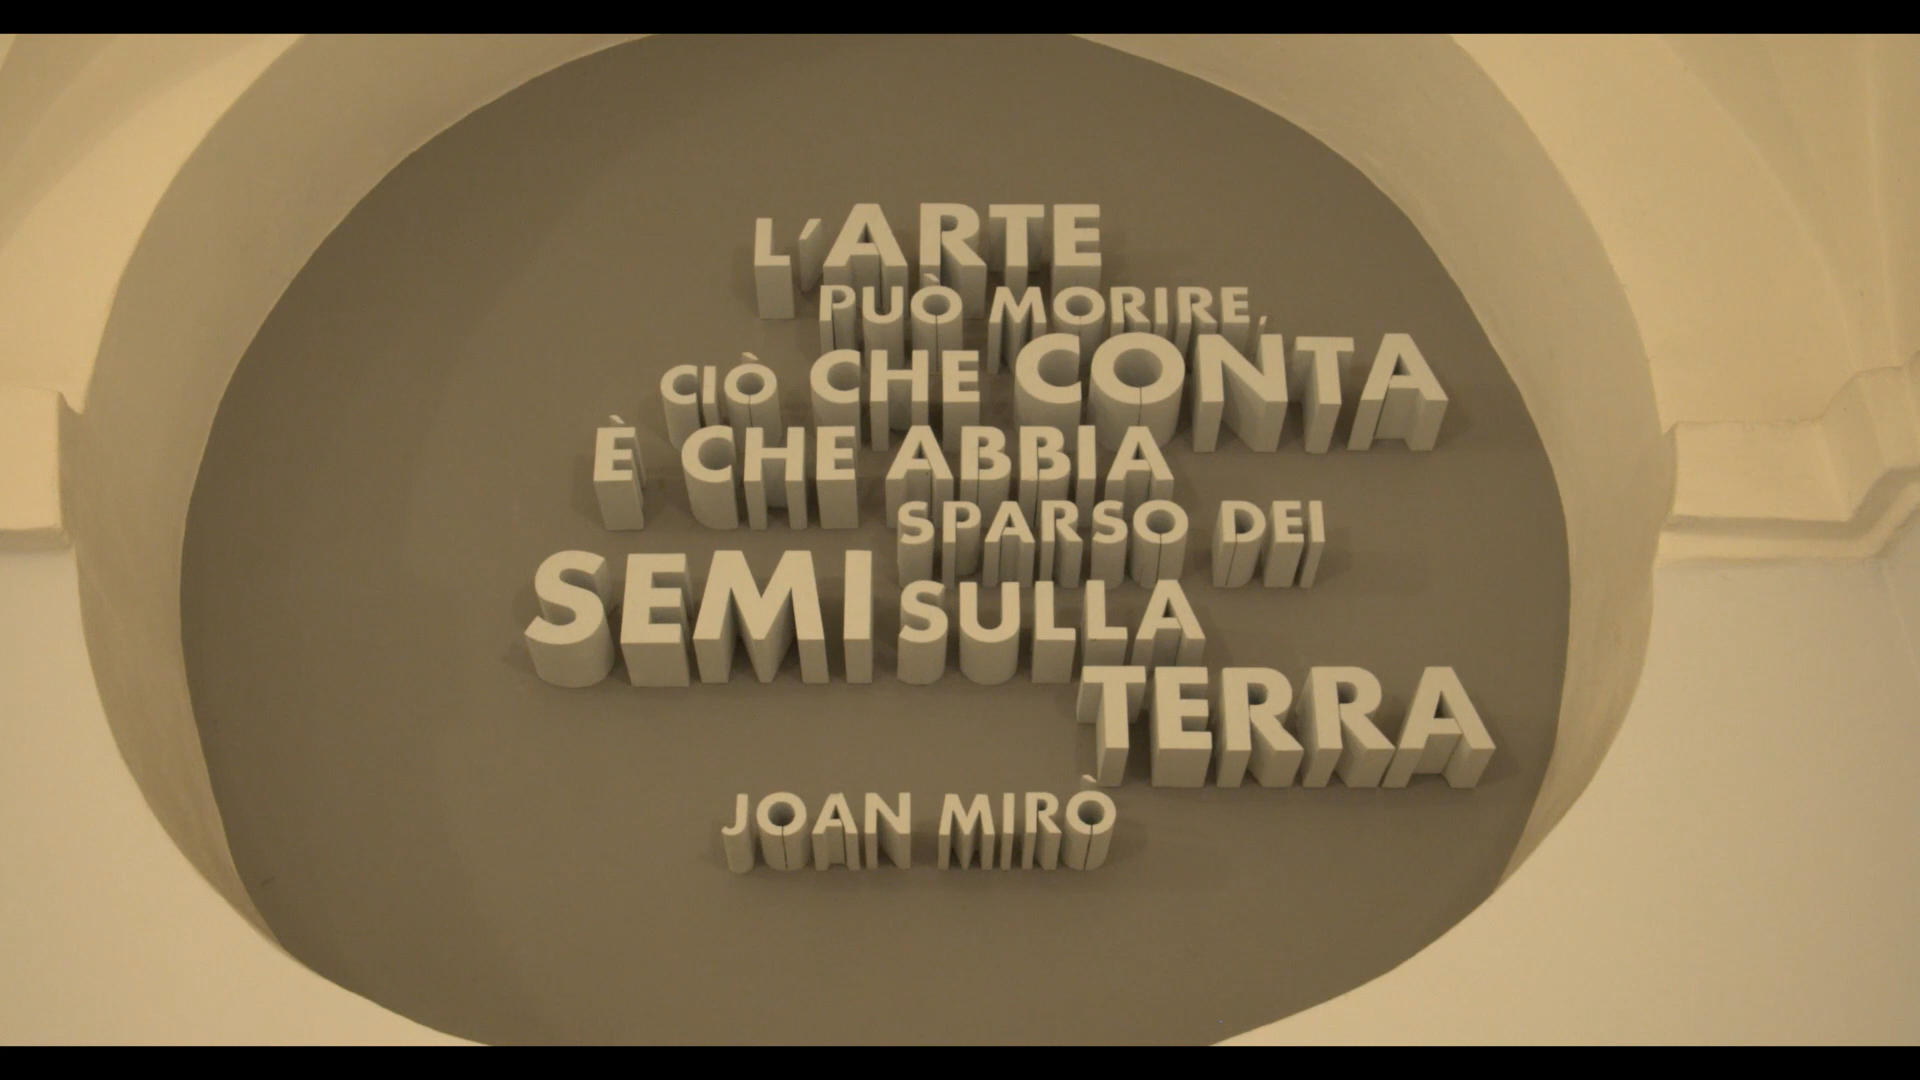 L'ARTE
PUÒ MORIRE,
CIÒ CHE CONTA
È CHE ABBIA
SPARSO DEI
SEMI SULLA
TERRA
JOAN MIRÒ